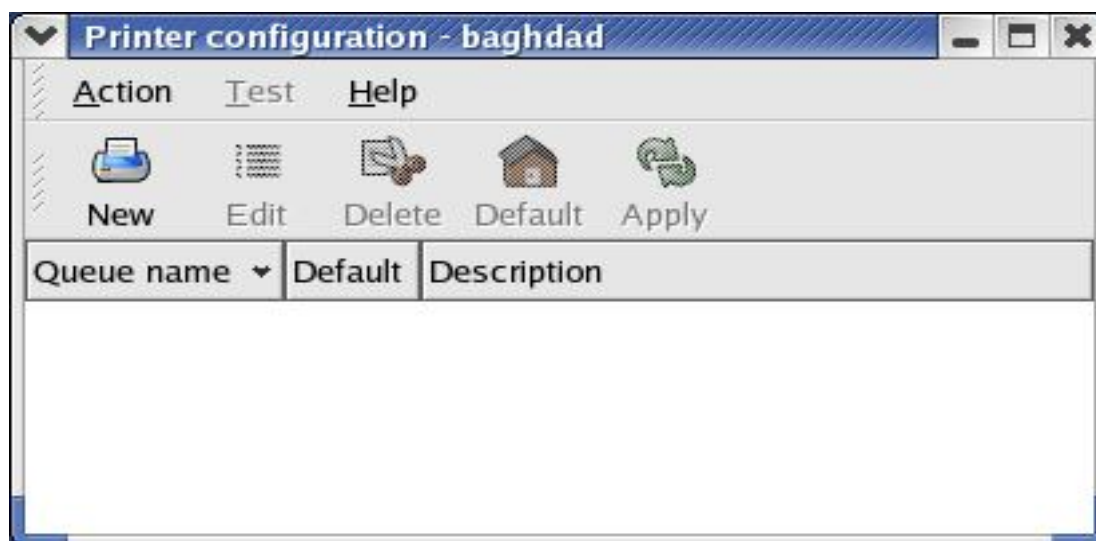 Printer configuration - baghdad
Action Test Help
New Edit Delete Default Apply
Queue name Default Description